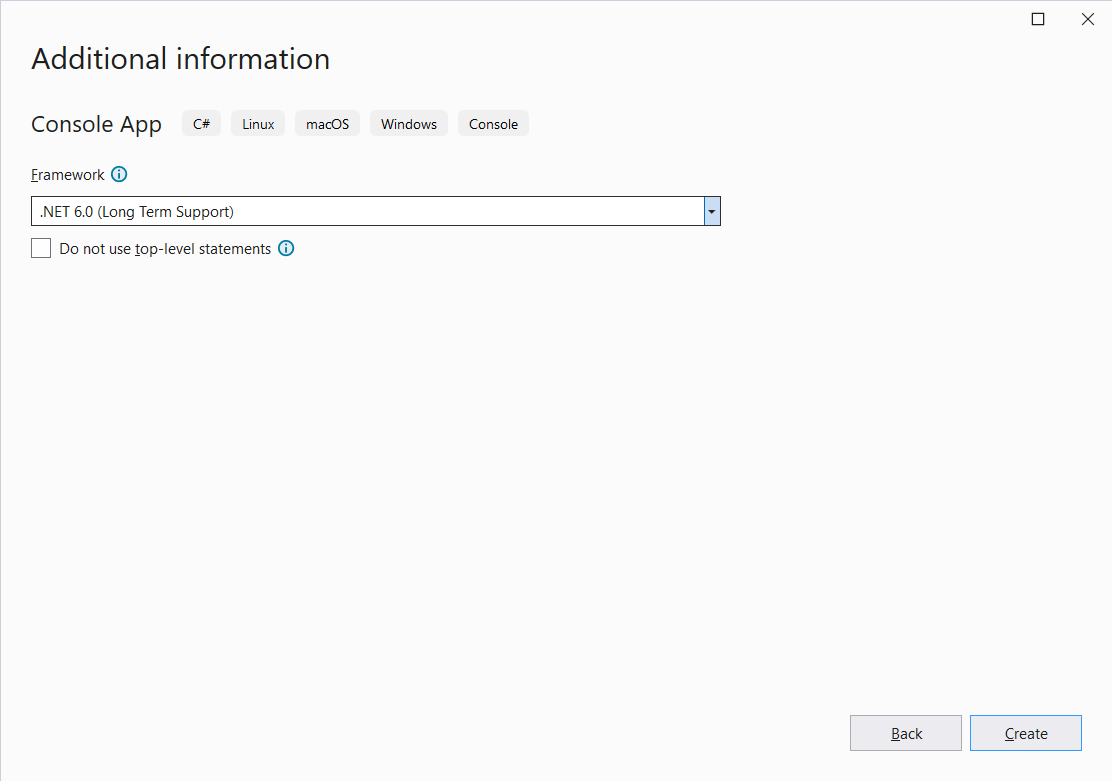 Additional information
Console App C# Linux macOS Windows Console
Framework
.NET 6.0 (Long Term Support)
Do not use top-level statements
Back Create